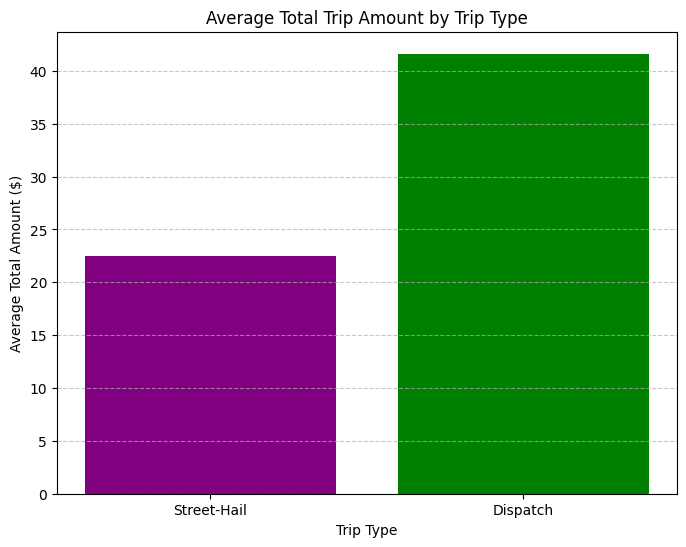 Average Total Trip Amount by Trip Type
Average Total Amount ($)
40
35
30
25
20
15
10
5
0
Street-Hail
Dispatch
Trip Type